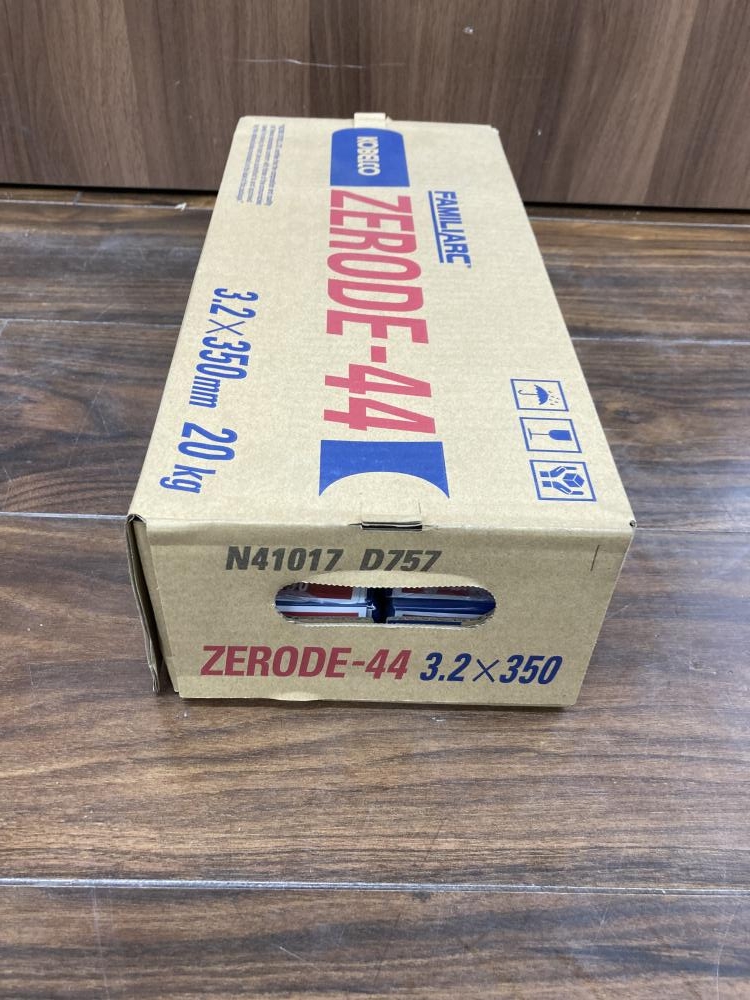 KOBELCO
FAMILIARC
ZERODE-44
3.2×350mm 20kg
N41017 D757
ZERODE-44 3.2×350